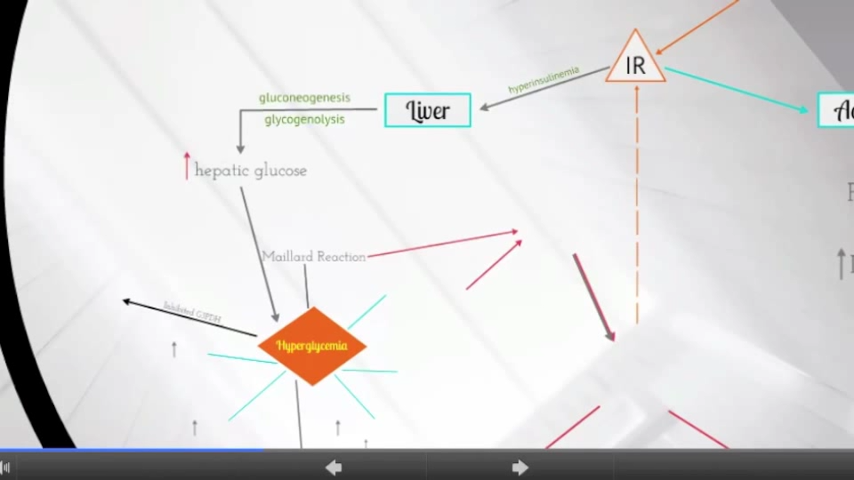 IR
hyperinsulinemia
gluconeogenesis
Liver
glycogenolysis
hepatic glucose
Maillard Reaction
Inhibited G3PDH
Hyperglycemia